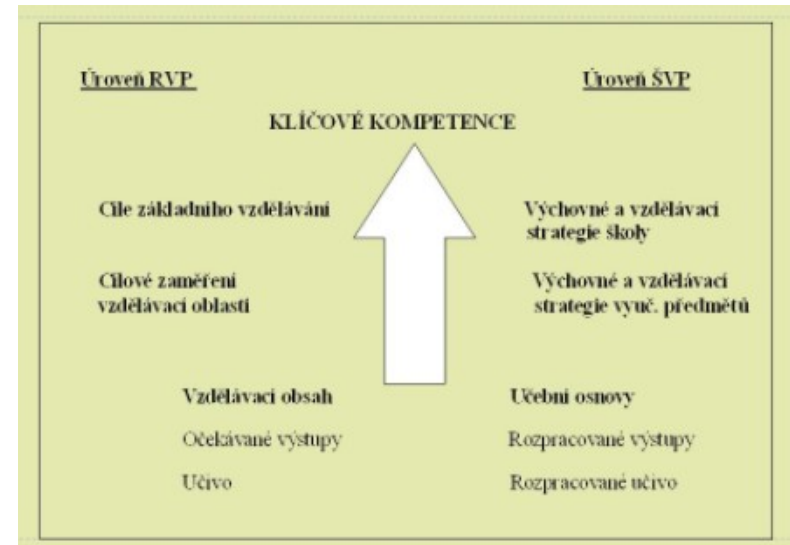 Úroveň RVP
Úroveň ŠVP
KLÍČOVÉ KOMPETENCE
Cíle základního vzdělávání
Výchovné a vzdělávací
strategie školy
Cílové zaměření
vzdělávací oblasti
Výchovné a vzdělávací
strategie vyuč. předmětů
Vzdělávací obsah
Učební osnovy
Očekávané výstupy
Rozpracované výstupy
Učivo
Rozpracované učivo